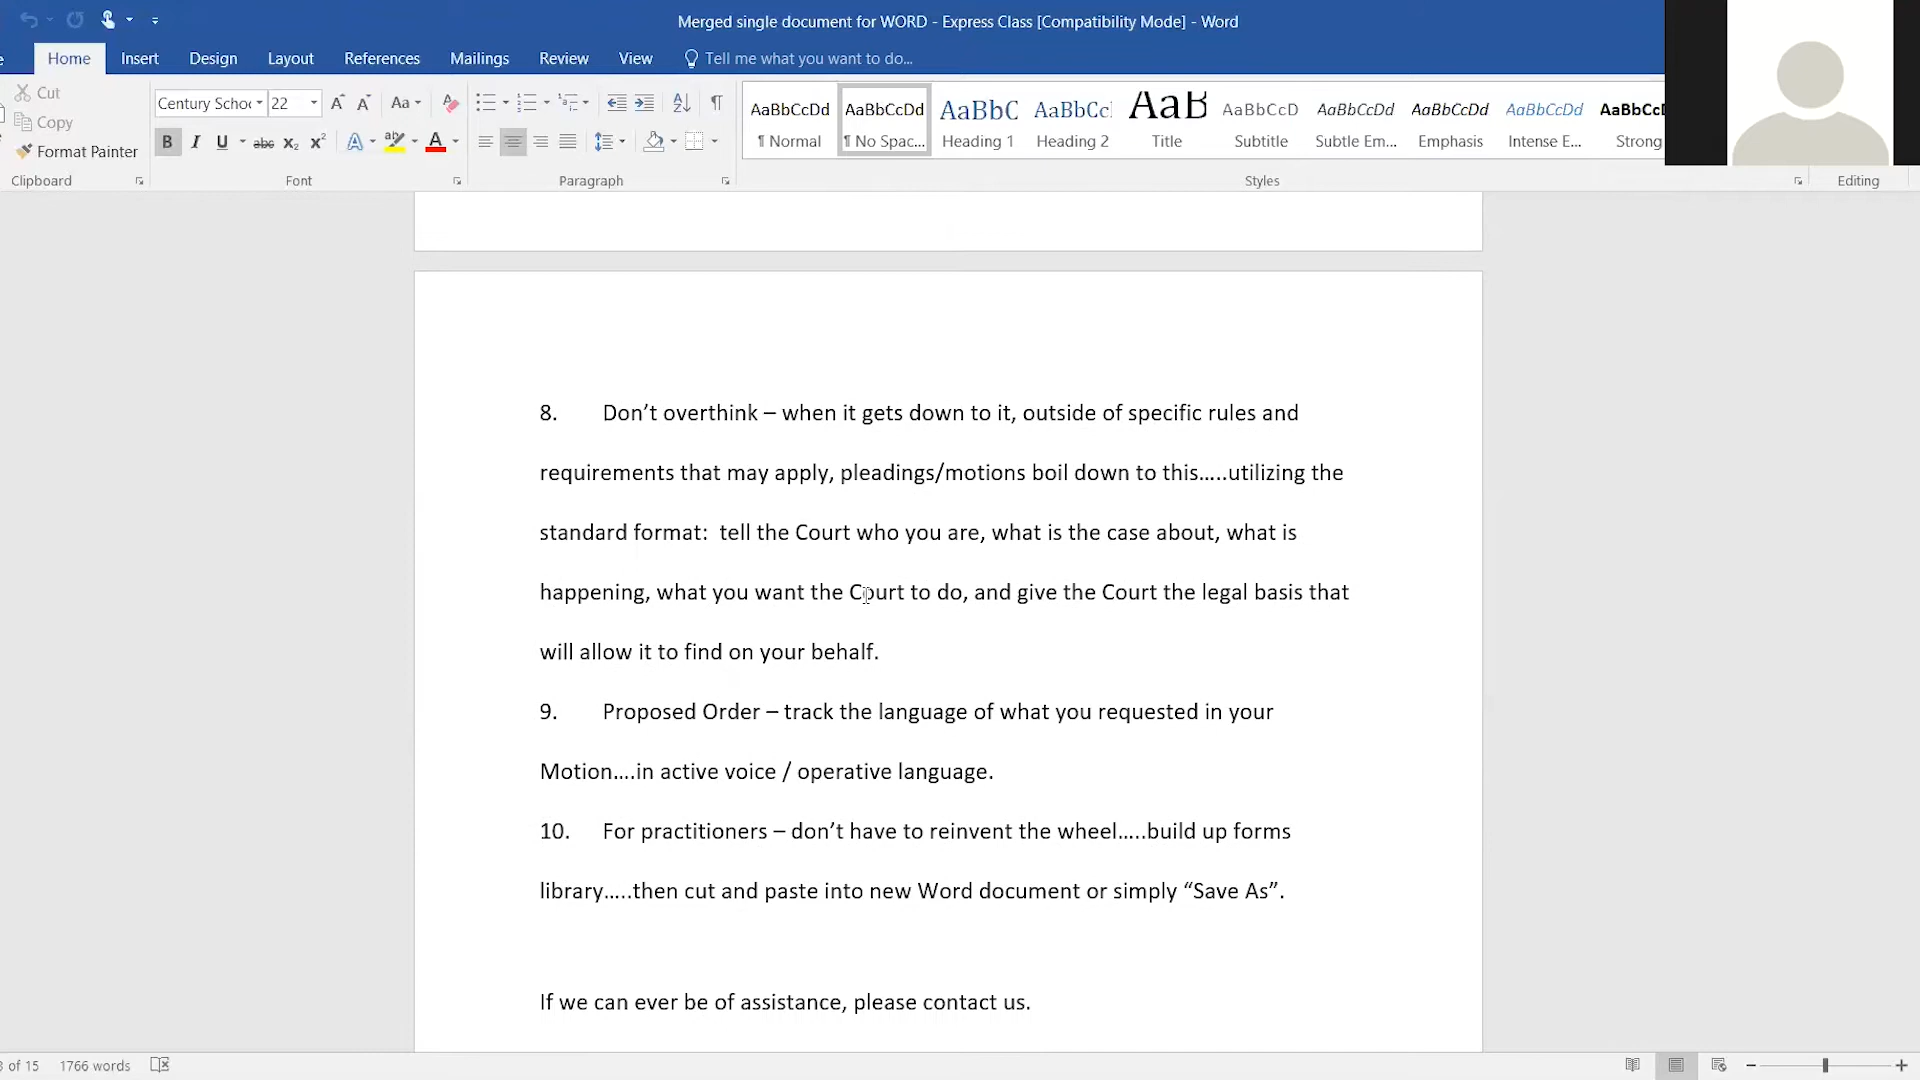 Merged single document for WORD - Express Class [Compatibility Mode] - Word
Home Insert Design Layout References Mailings Review View Tell me what you want to do...
Cut
Copy
Format Painter
Century Schoo 22
Aa
B I U abc X₂ X² A ab A
AaBbCcDd AaBbCcDd AaBbC AaBbCc AaB AaBbCcD AaBbCcDd AaBbCcDd AaBbCcDd AaBbCcD
¶ Normal ¶ No Spac... Heading 1 Heading 2 Title Subtitle Subtle Em... Emphasis Intense E... Strong
Clipboard Font Paragraph Styles Editing
8. Don’t overthink – when it gets down to it, outside of specific rules and
requirements that may apply, pleadings/motions boil down to this…..utilizing the
standard format:  tell the Court who you are, what is the case about, what is
happening, what you want the Court to do, and give the Court the legal basis that
will allow it to find on your behalf.
9. Proposed Order – track the language of what you requested in your
Motion….in active voice / operative language.
10. For practitioners – don’t have to reinvent the wheel…..build up forms
library…..then cut and paste into new Word document or simply “Save As”.
If we can ever be of assistance, please contact us.
of 15 1766 words